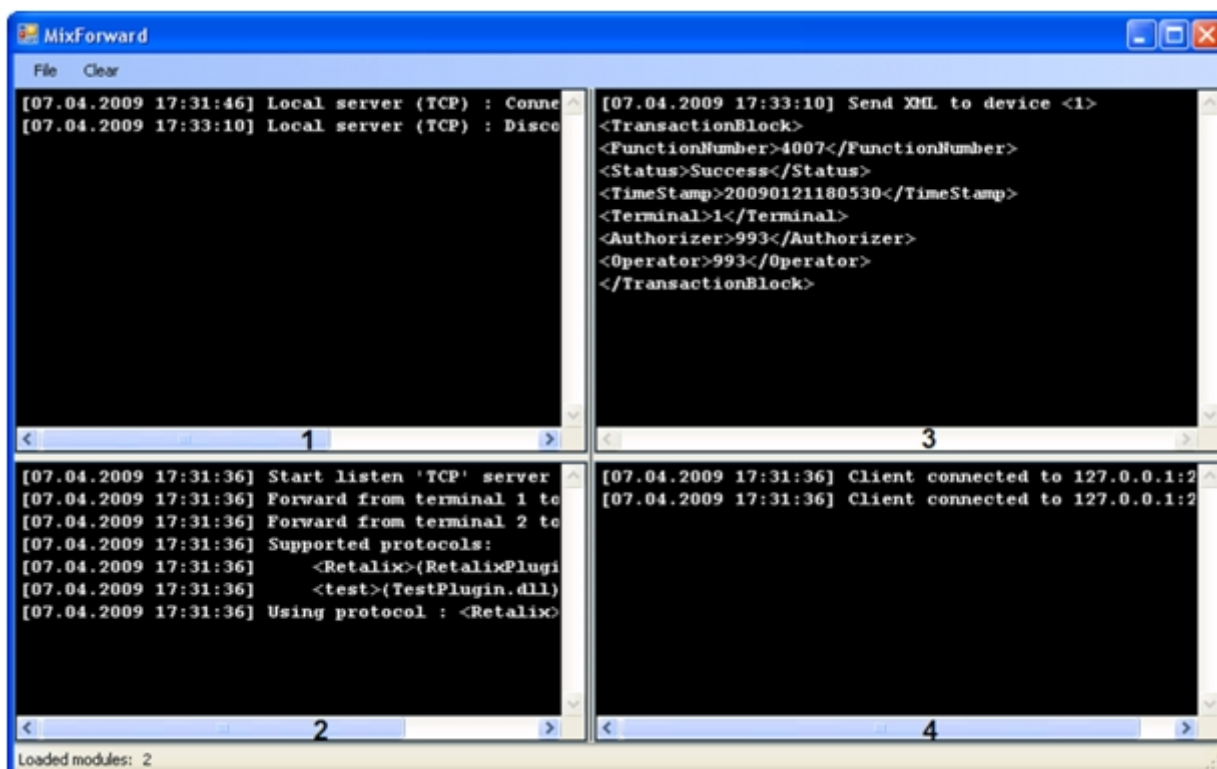 MixForward
File Clear
[07.04.2009 17:31:46] Local server (TCP) : Conne
[07.04.2009 17:33:10] Local server (TCP) : Disco
1
[07.04.2009 17:33:10] Send XML to device <1>
<TransactionBlock>
<FunctionNumber>4007</FunctionNumber>
<Status>Success</Status>
<TimeStamp>20090121180530</TimeStamp>
<Terminal>1</Terminal>
<Authorizer>993</Authorizer>
<Operator>993</Operator>
</TransactionBlock>
3
[07.04.2009 17:31:36] Start listen 'TCP' server
[07.04.2009 17:31:36] Forward from terminal 1 to
[07.04.2009 17:31:36] Forward from terminal 2 to
[07.04.2009 17:31:36] Supported protocols:
[07.04.2009 17:31:36] <Retalix>(RetalixPlugi
[07.04.2009 17:31:36] <test>(TestPlugin.dll)
[07.04.2009 17:31:36] Using protocol : <Retalix>
2
[07.04.2009 17:31:36] Client connected to 127.0.0.1:2
[07.04.2009 17:31:36] Client connected to 127.0.0.1:2
4
Loaded modules: 2